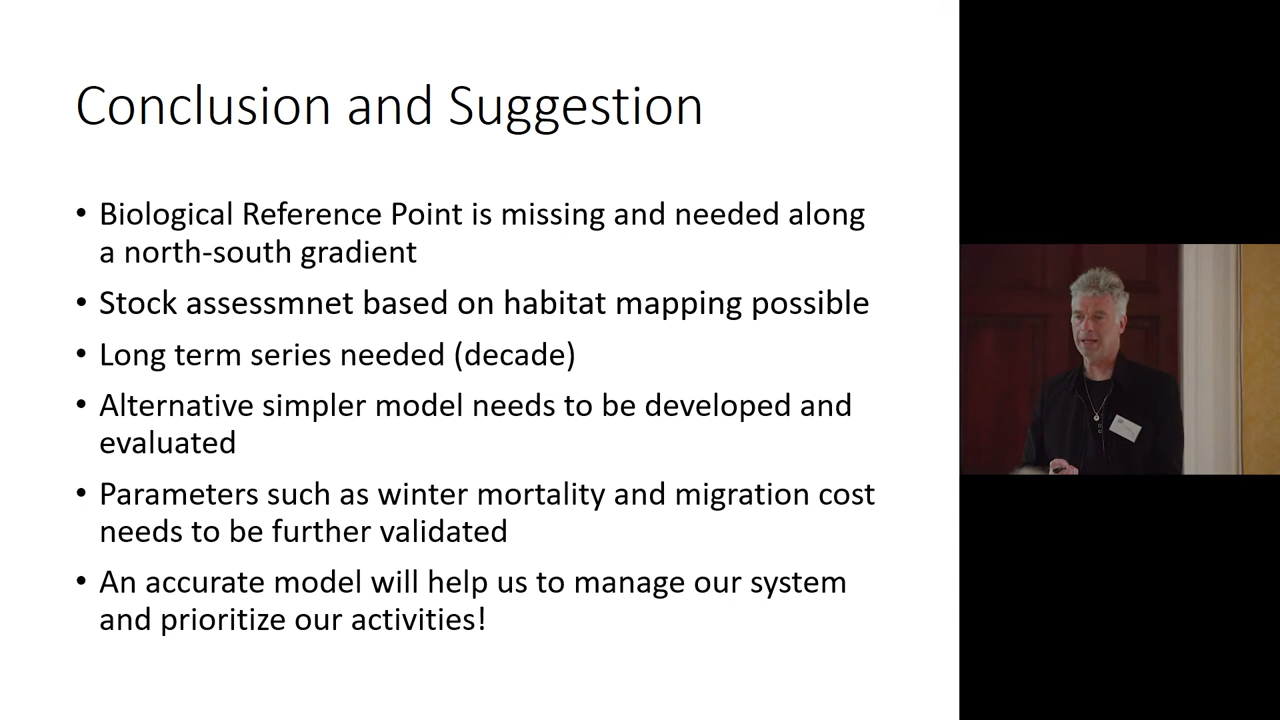 Conclusion and Suggestion
• Biological Reference Point is missing and needed along
a north-south gradient
• Stock assessmnet based on habitat mapping possible
• Long term series needed (decade)
• Alternative simpler model needs to be developed and
evaluated
• Parameters such as winter mortality and migration cost
needs to be further validated
• An accurate model will help us to manage our system
and prioritize our activities!